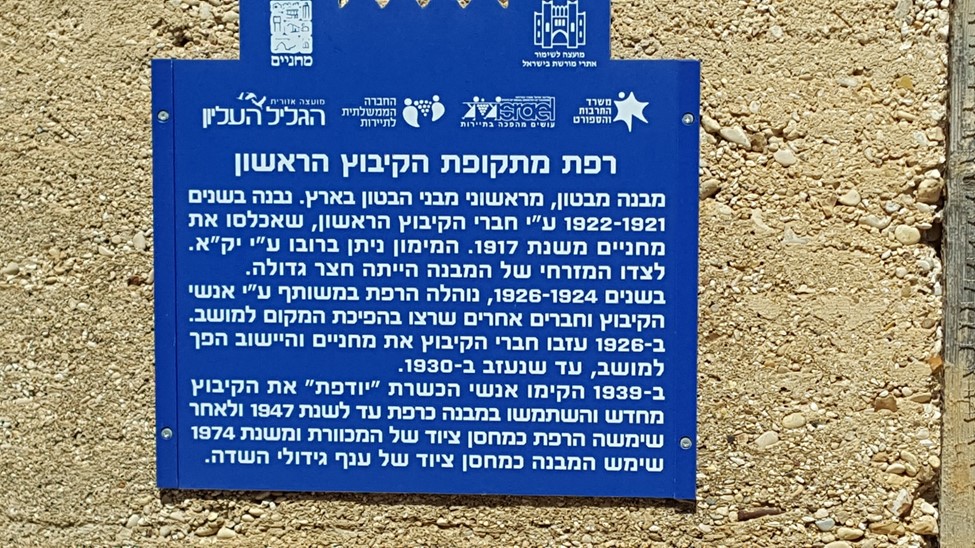 מחניים
מועצה לשימור
אתרי מורשת בישראל
מועצה אזורית
הגליל העליון
החברה
הממשלתית
לתיירות
israel
עושים מהפכה בתיירות
משרד
התרבות
והספורט
רפת מתקופת הקיבוץ הראשון
מבנה מבטון, מראשוני מבני הבטון בארץ. נבנה בשנים
1922-1921 ע"י חברי הקיבוץ הראשון, שאכלסו את
מחניים משנת 1917. המימון ניתן ברובו ע"י יק"א.
לצדו המזרחי של המבנה הייתה חצר גדולה.
בשנים 1926-1924, נוהלה הרפת במשותף ע"י אנשי
הקיבוץ וחברים אחרים שרצו בהפיכת המקום למושב.
ב-1926 עזבו חברי הקיבוץ את מחניים והיישוב הפך
למושב, עד שנעזב ב-1930.
ב-1939 הקימו אנשי הכשרת "יודפת" את הקיבוץ
מחדש והשתמשו במבנה כרפת עד לשנת 1947 ולאחר
שימשה הרפת כמחסן ציוד של המכוורת ומשנת 1974
שימש המבנה כמחסן ציוד של ענף גידולי השדה.